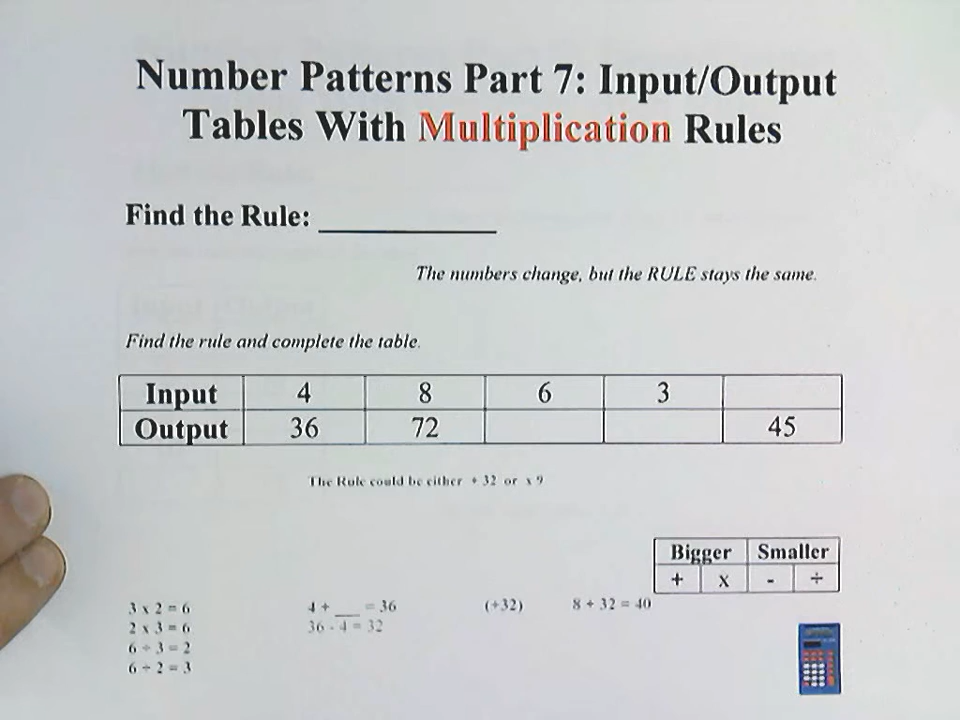 Number Patterns Part 7: Input/Output
Tables With Multiplication Rules
Find the Rule: ____________
The numbers change, but the RULE stays the same.
Find the rule and complete the table.
Input 4 8 6 3
Output 36 72 45
The Rule could be either + 32 or x 9
Bigger Smaller
+ x - ÷
3 x 2 = 6 4 + ___ = 36 (+32) 8 + 32 = 40
2 x 3 = 6 36 - 4 = 32
6 ÷ 3 = 2
6 ÷ 2 = 3